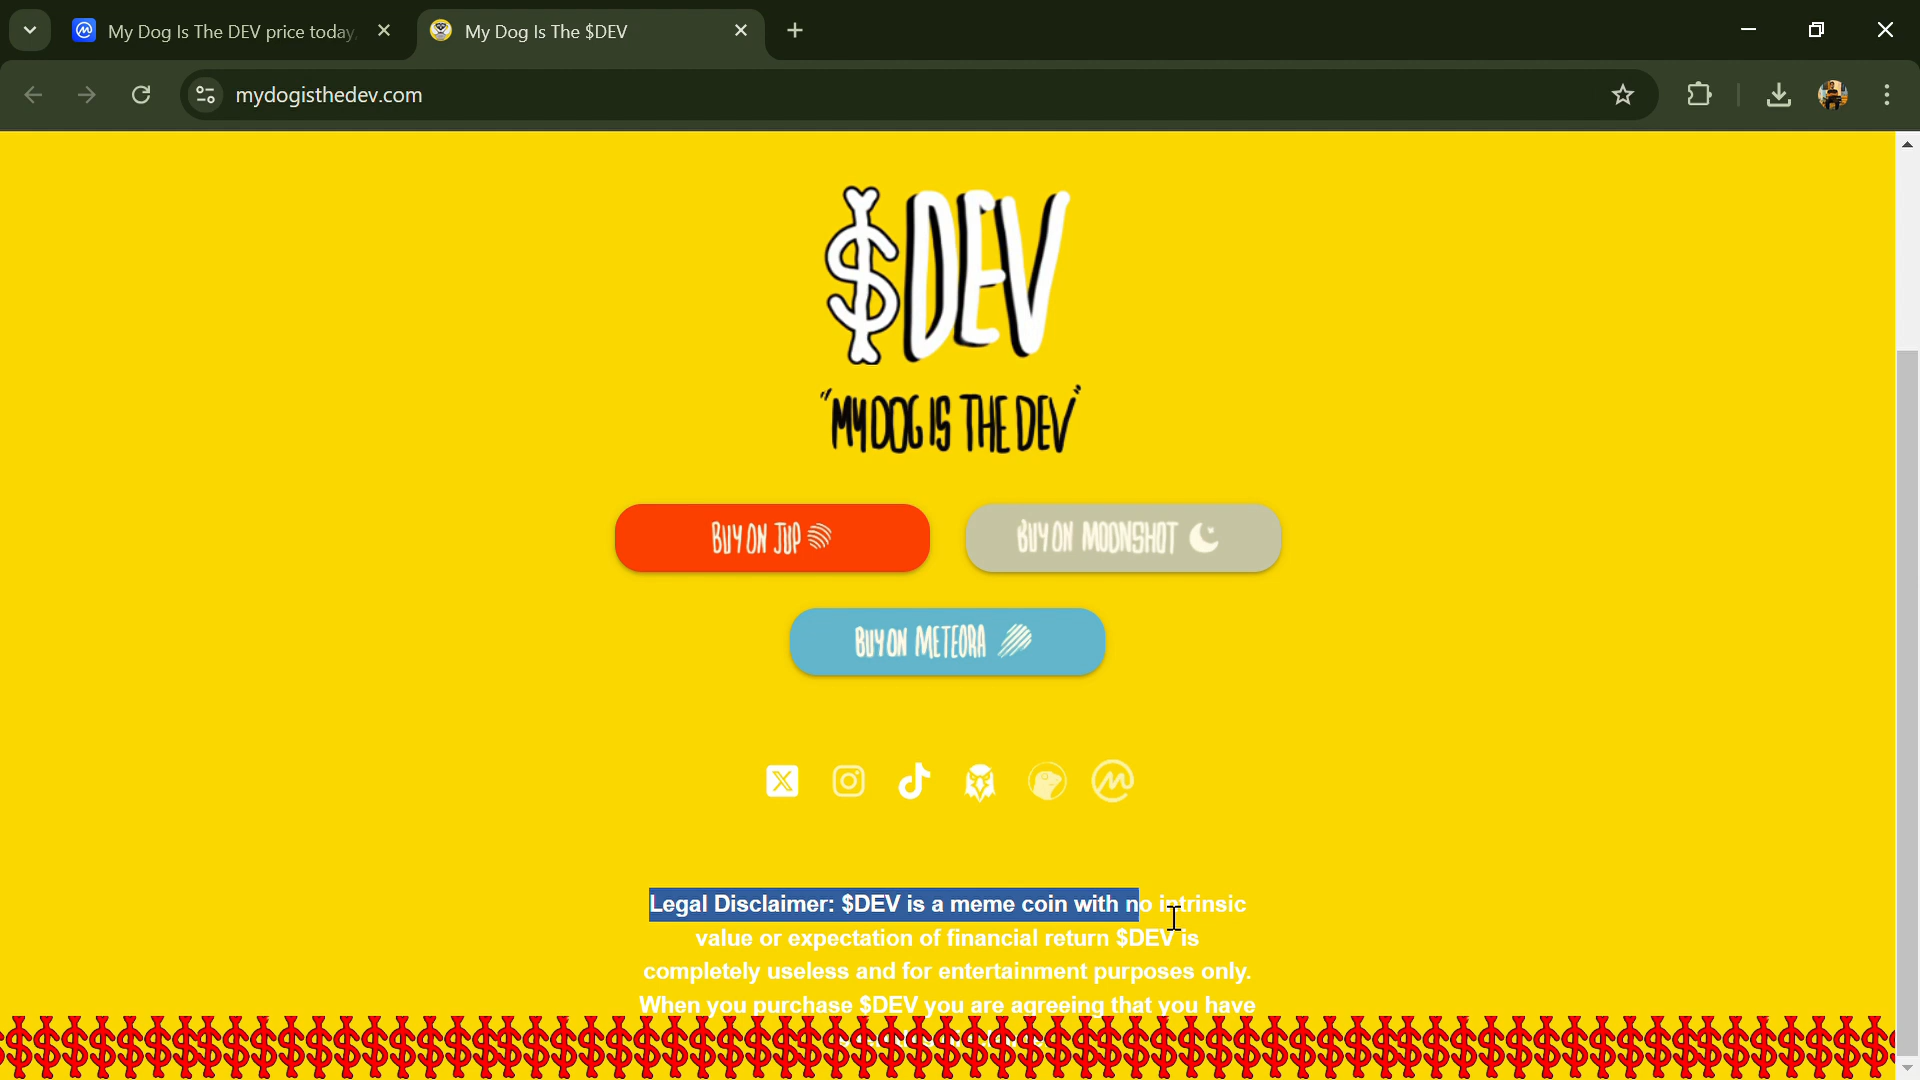 My Dog Is The DEV price today,
My Dog Is The $DEV
mydogisthedev.com
$DEV
"MY DOG IS THE DEV"
BUY ON JUP
BUY ON MOONSHOT
BUY ON METEORA
Legal Disclaimer: $DEV is a meme coin with no intrinsic
value or expectation of financial return $DEV is
completely useless and for entertainment purposes only.
When you purchase $DEV you are agreeing that you have